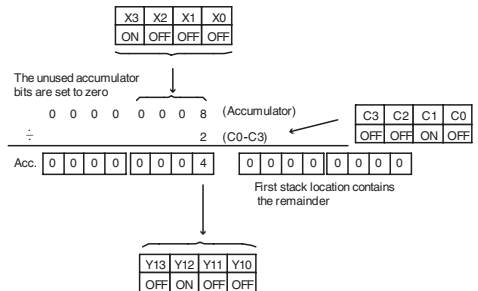 X3 X2 X1 X0
ON OFF OFF OFF
The unused accumulator
bits are set to zero
0 0 0 0 0 0 0 8 (Accumulator)
÷ 2 (C0-C3)
C3 C2 C1 C0
OFF OFF ON OFF
Acc. 0 0 0 0 0 0 0 4 0 0 0 0 0 0 0 0
First stack location contains
the remainder
Y13 Y12 Y11 Y10
OFF ON OFF OFF